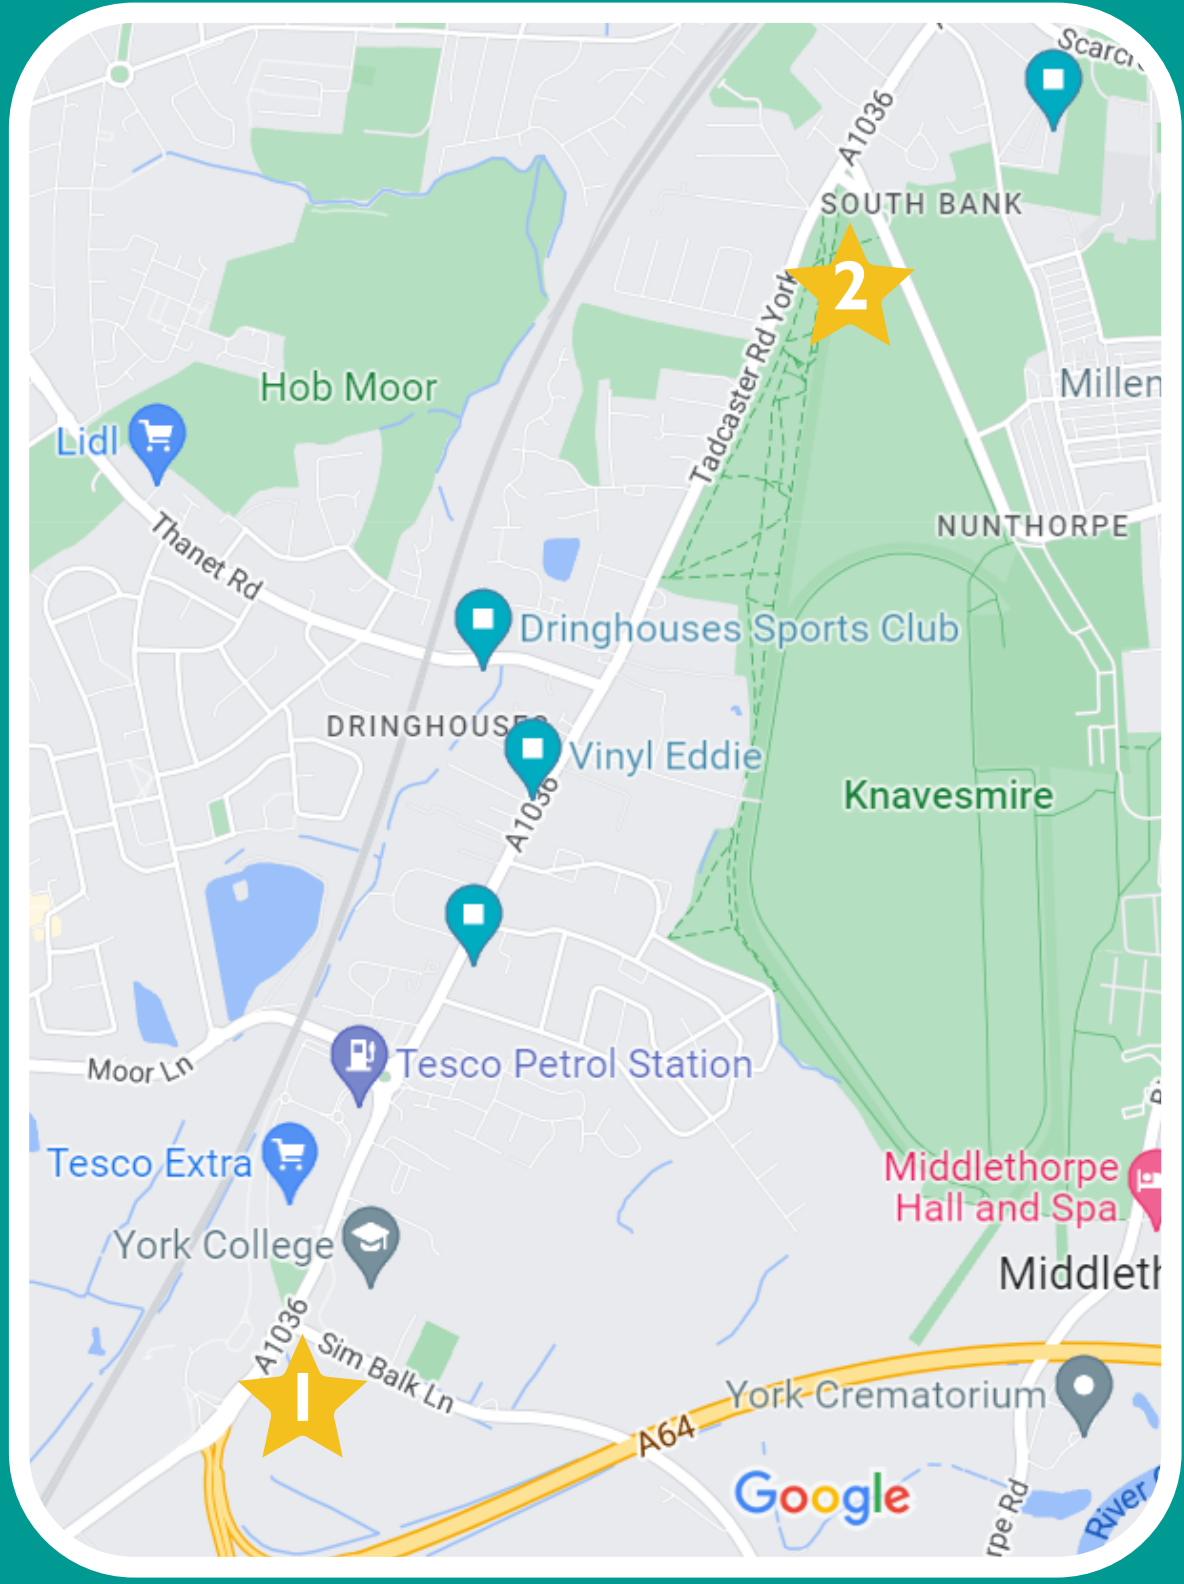 Scarcr
A1036
SOUTH BANK
2
Tadcaster Rd York
Hob Moor
Millen
Lidl
NUNTHORPE
Thanet Rd
Dringhouses Sports Club
DRINGHOUSES
Vinyl Eddie
A1036
Knavesmire
Moor Ln
Tesco Petrol Station
Tesco Extra
Middlethorpe
Hall and Spa
York College
Middleth
A1036
Sim Balk Ln
1
York Crematorium
A64
Google
rpe Rd
River